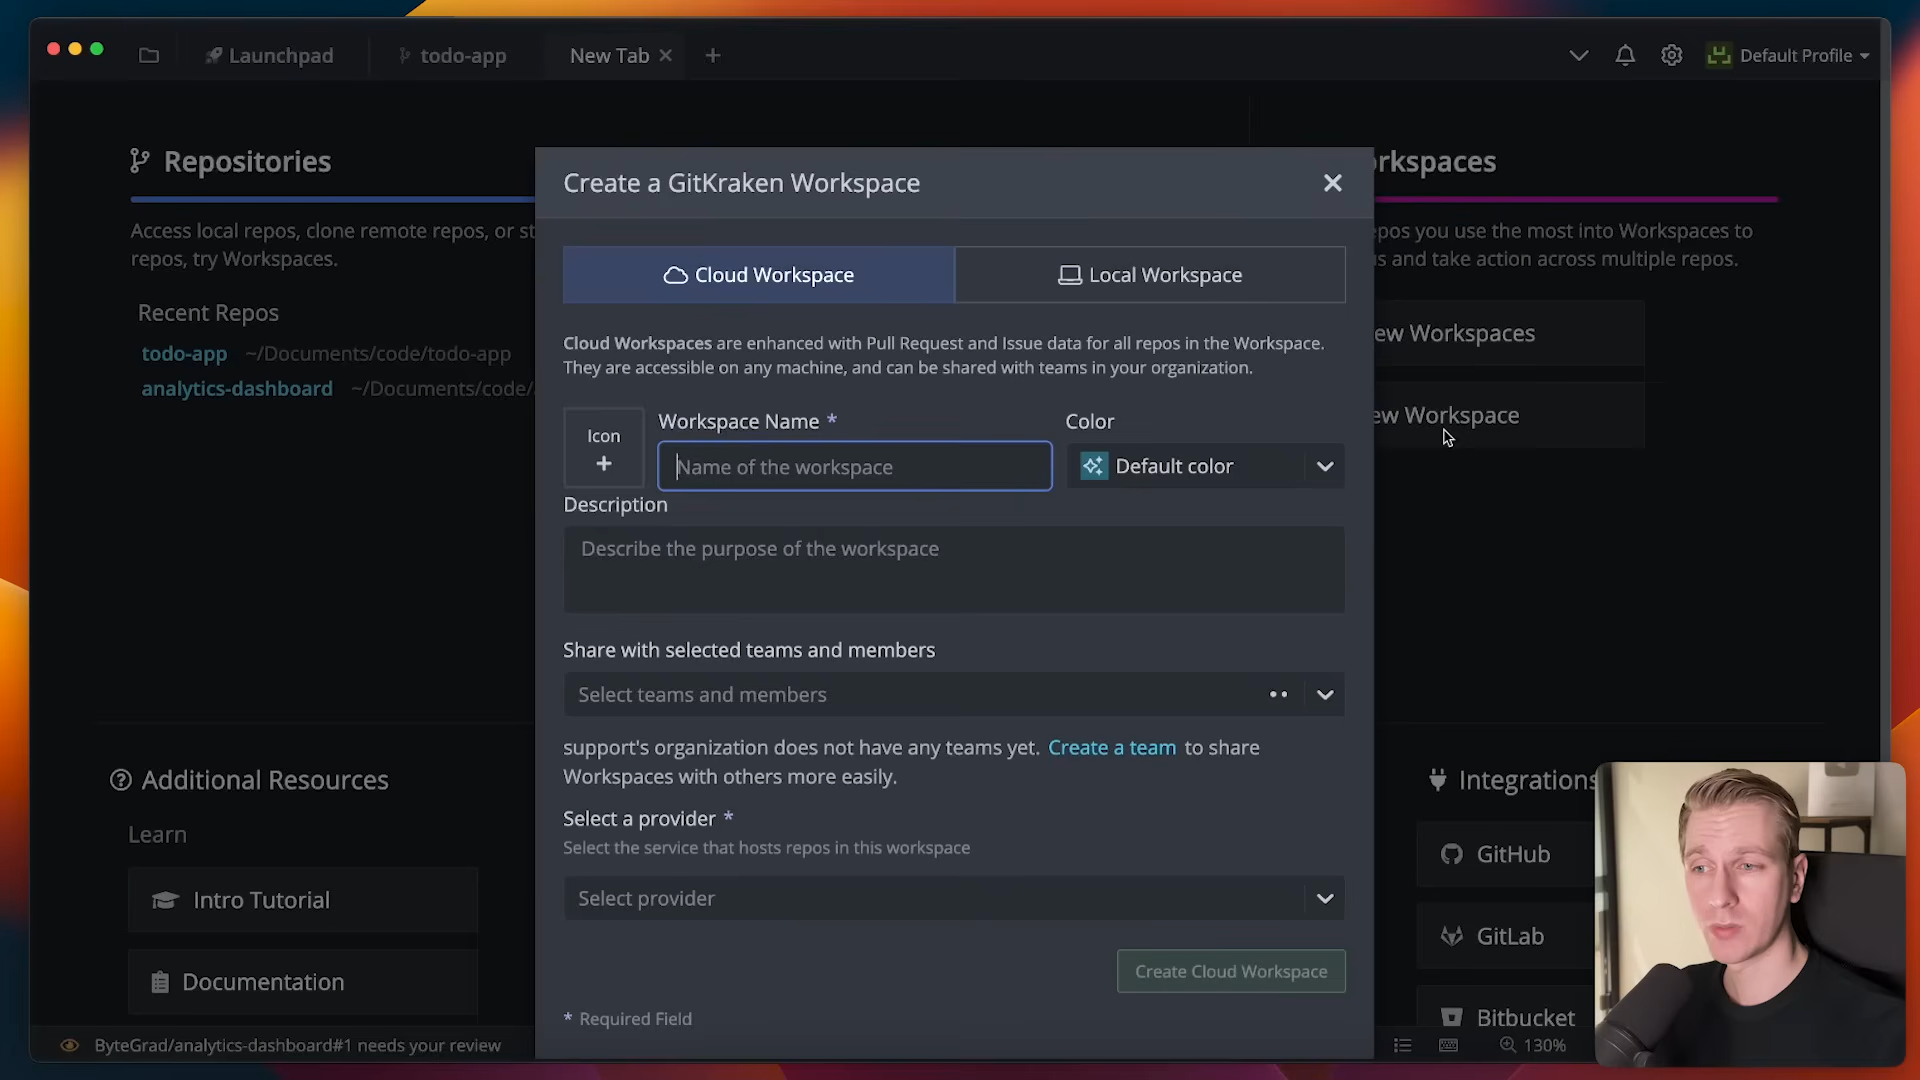 Launchpad
todo-app
New Tab
Default Profile
Repositories
Access local repos, clone remote repos, or st
repos, try Workspaces.
Recent Repos
todo-app ~/Documents/code/todo-app
analytics-dashboard ~/Documents/code/
orkspaces
epos you use the most into Workspaces to
s and take action across multiple repos.
ew Workspaces
ew Workspace
Create a GitKraken Workspace
Cloud Workspace
Local Workspace
Cloud Workspaces are enhanced with Pull Request and Issue data for all repos in the Workspace.
They are accessible on any machine, and can be shared with teams in your organization.
Icon
Workspace Name *
Color
Name of the workspace
Default color
Description
Describe the purpose of the workspace
Share with selected teams and members
Select teams and members
support's organization does not have any teams yet. Create a team to share
Workspaces with others more easily.
Select a provider *
Select the service that hosts repos in this workspace
Select provider
Create Cloud Workspace
* Required Field
Additional Resources
Learn
Intro Tutorial
Documentation
Integrations
GitHub
GitLab
Bitbucket
ByteGrad/analytics-dashboard#1 needs your review
130%